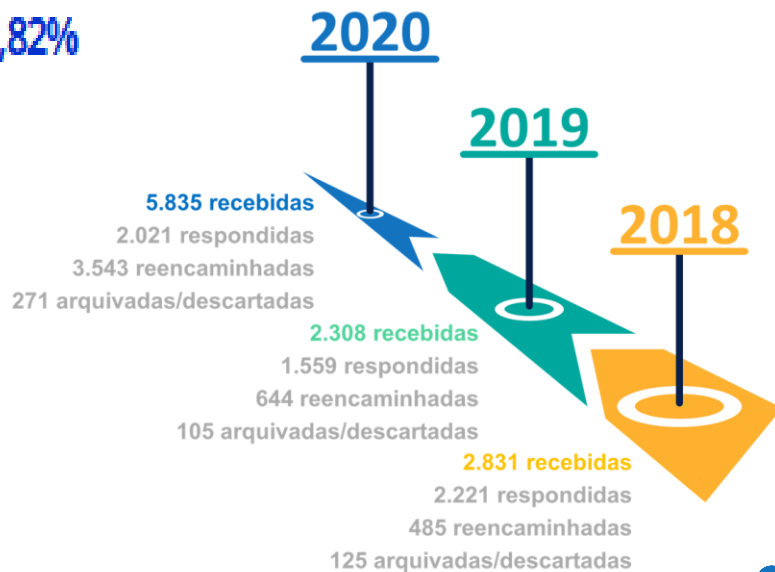 ,82%
2020
2019
2018
5.835 recebidas
2.021 respondidas
3.543 reencaminhadas
271 arquivadas/descartadas
2.308 recebidas
1.559 respondidas
644 reencaminhadas
105 arquivadas/descartadas
2.831 recebidas
2.221 respondidas
485 reencaminhadas
125 arquivadas/descartadas